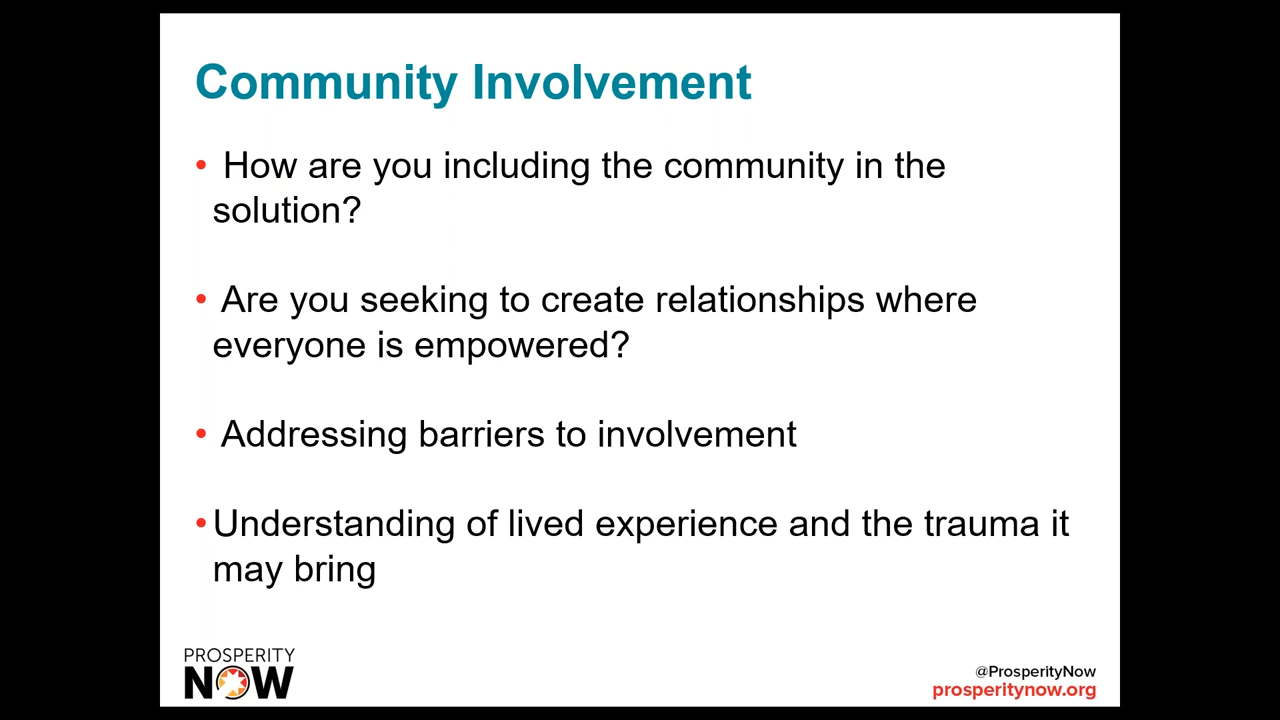 Community Involvement
• How are you including the community in the
solution?
• Are you seeking to create relationships where
everyone is empowered?
• Addressing barriers to involvement
• Understanding of lived experience and the trauma it
may bring
PROSPERITY
NOW
@ProsperityNow
prosperitynow.org